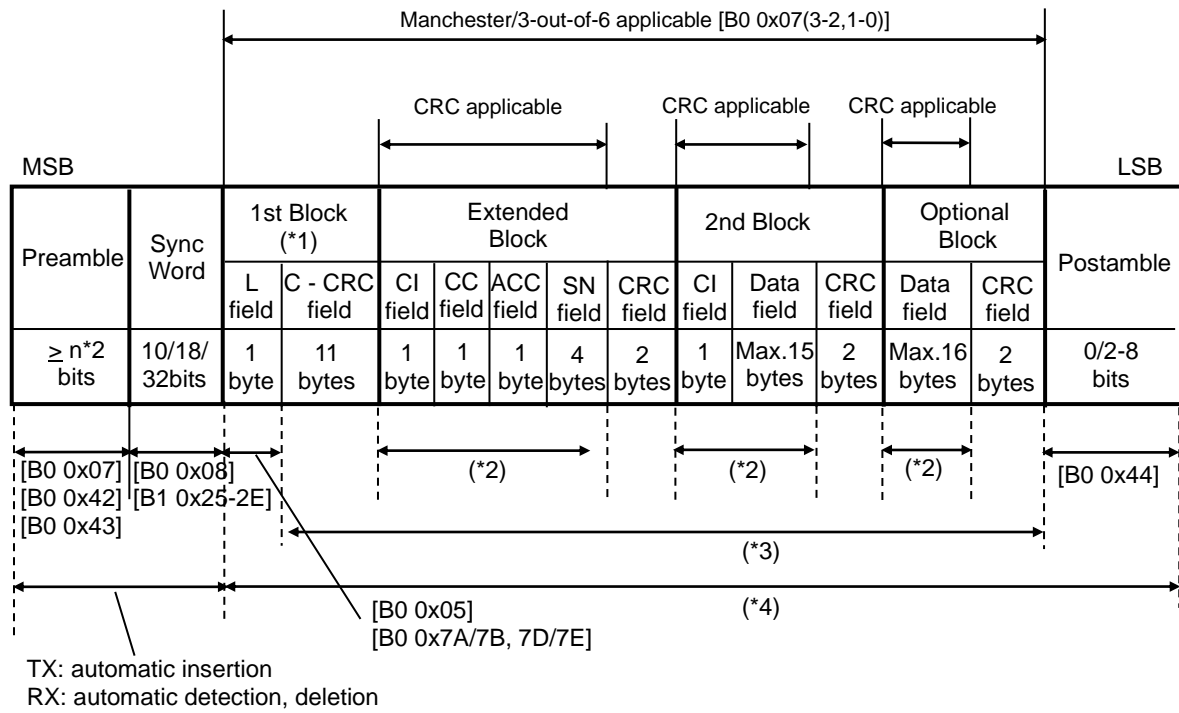 Manchester/3-out-of-6 applicable [B0 0x07(3-2,1-0)]
CRC applicable CRC applicable CRC applicable
MSB LSB
Preamble Sync Word 1st Block (*1) Extended Block 2nd Block Optional Block Postamble
L field C - CRC field CI field CC field ACC field SN field CRC field CI field Data field CRC field Data field CRC field
≥ n*2 bits 10/18/ 32bits 1 byte 11 bytes 1 byte 1 byte 1 byte 4 bytes 2 bytes 1 byte Max.15 bytes 2 bytes Max.16 bytes 2 bytes 0/2-8 bits
(*2) (*2) (*2)
[B0 0x07] [B0 0x08] [B0 0x44]
[B0 0x42] [B1 0x25-2E]
[B0 0x43]
(*3)
(*4)
[B0 0x05]
[B0 0x7A/7B, 7D/7E]
TX: automatic insertion
RX: automatic detection, deletion